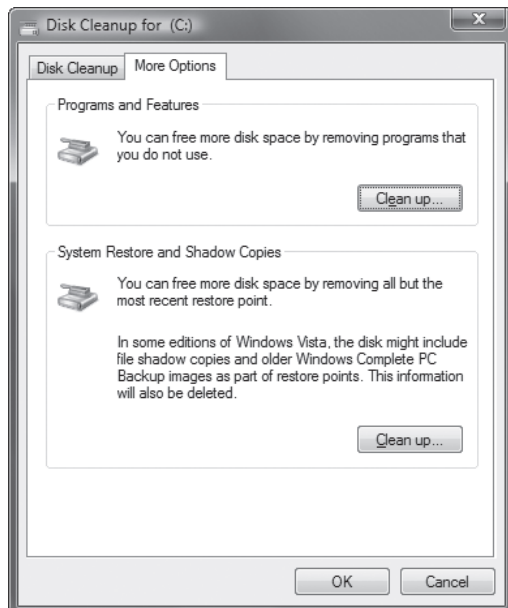 Disk Cleanup for (C:)
Disk Cleanup
More Options
Programs and Features
You can free more disk space by removing programs that
you do not use.
Clean up...
System Restore and Shadow Copies
You can free more disk space by removing all but the
most recent restore point.
In some editions of Windows Vista, the disk might include
file shadow copies and older Windows Complete PC
Backup images as part of restore points. This information
will also be deleted.
Clean up...
OK
Cancel